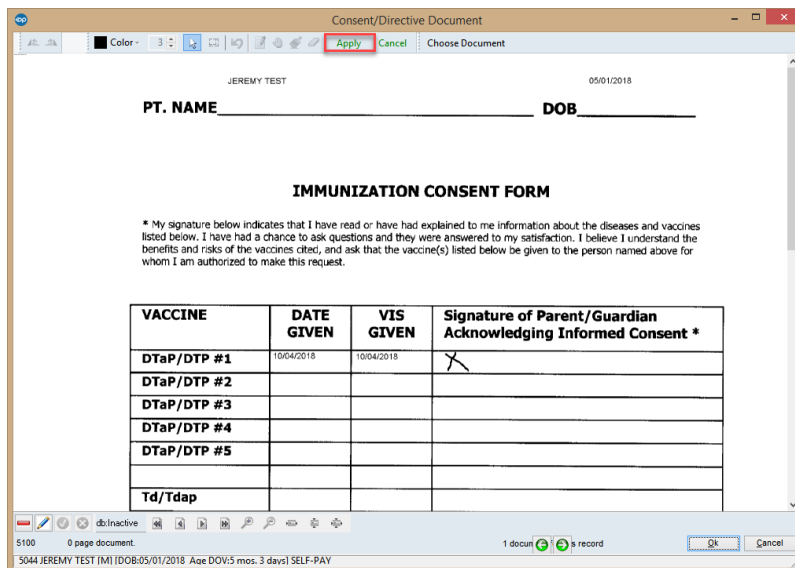 Consent/Directive Document
Color 3 Apply Cancel Choose Document
JEREMY TEST 05/01/2018
PT. NAME DOB
IMMUNIZATION CONSENT FORM
* My signature below indicates that I have read or have had explained to me information about the diseases and vaccines
listed below. I have had a chance to ask questions and they were answered to my satisfaction. I believe I understand the
benefits and risks of the vaccines cited, and ask that the vaccine(s) listed below be given to the person named above for
whom I am authorized to make this request.
VACCINE DATE GIVEN VIS GIVEN Signature of Parent/Guardian Acknowledging Informed Consent *
DTaP/DTP #1 10/04/2018 10/04/2018 X
DTaP/DTP #2
DTaP/DTP #3
DTaP/DTP #4
DTaP/DTP #5
Td/Tdap
db:Inactive
5100 0 page document. 1 docun s record Ok Cancel
5044 JEREMY TEST [M] [DOB:05/01/2018 Age DOV:5 mos. 3 days] SELF-PAY